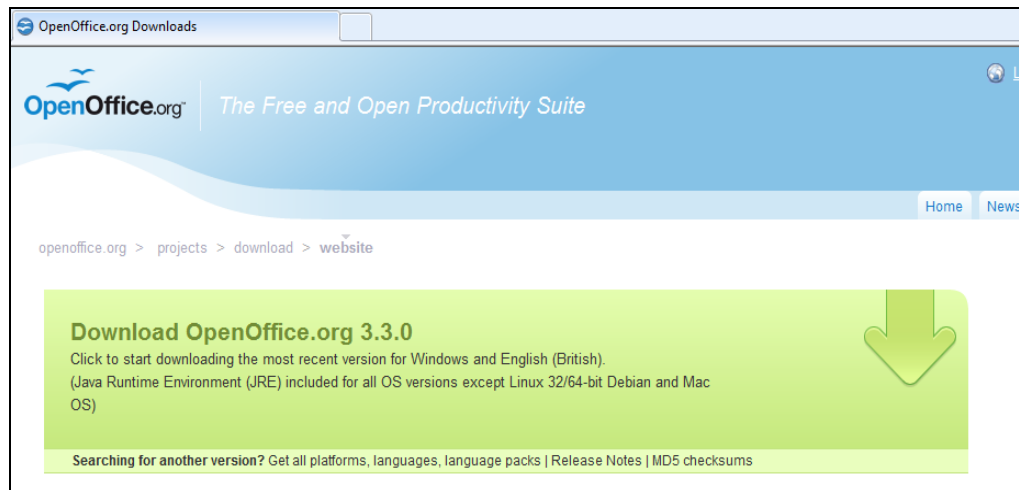 OpenOffice.org Downloads
OpenOffice.org™ The Free and Open Productivity Suite
Home News
openoffice.org > projects > download > website
Download OpenOffice.org 3.3.0
Click to start downloading the most recent version for Windows and English (British).
(Java Runtime Environment (JRE) included for all OS versions except Linux 32/64-bit Debian and Mac
OS)
Searching for another version? Get all platforms, languages, language packs | Release Notes | MD5 checksums